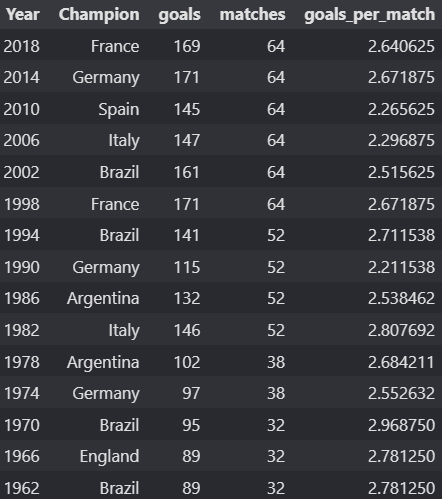 Year Champion goals matches goals_per_match
2018 France 169 64 2.640625
2014 Germany 171 64 2.671875
2010 Spain 145 64 2.265625
2006 Italy 147 64 2.296875
2002 Brazil 161 64 2.515625
1998 France 171 64 2.671875
1994 Brazil 141 52 2.711538
1990 Germany 115 52 2.211538
1986 Argentina 132 52 2.538462
1982 Italy 146 52 2.807692
1978 Argentina 102 38 2.684211
1974 Germany 97 38 2.552632
1970 Brazil 95 32 2.968750
1966 England 89 32 2.781250
1962 Brazil 89 32 2.781250